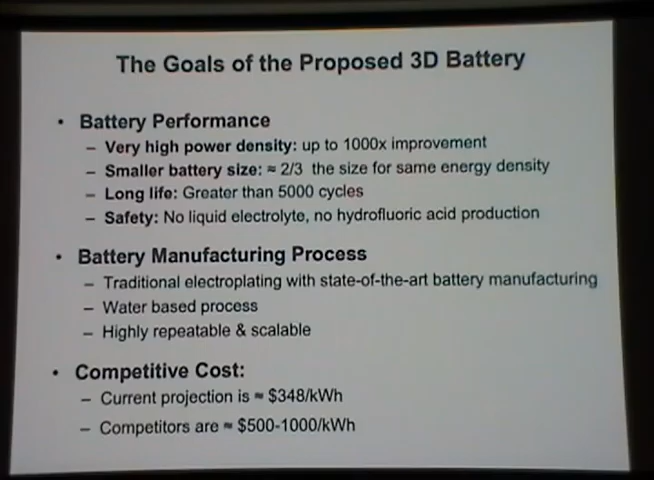 The Goals of the Proposed 3D Battery
• Battery Performance
– Very high power density: up to 1000x improvement
– Smaller battery size: ≈ 2/3 the size for same energy density
– Long life: Greater than 5000 cycles
– Safety: No liquid electrolyte, no hydrofluoric acid production
• Battery Manufacturing Process
– Traditional electroplating with state-of-the-art battery manufacturing
– Water based process
– Highly repeatable & scalable
• Competitive Cost:
– Current projection is ≈ $348/kWh
– Competitors are ≈ $500-1000/kWh